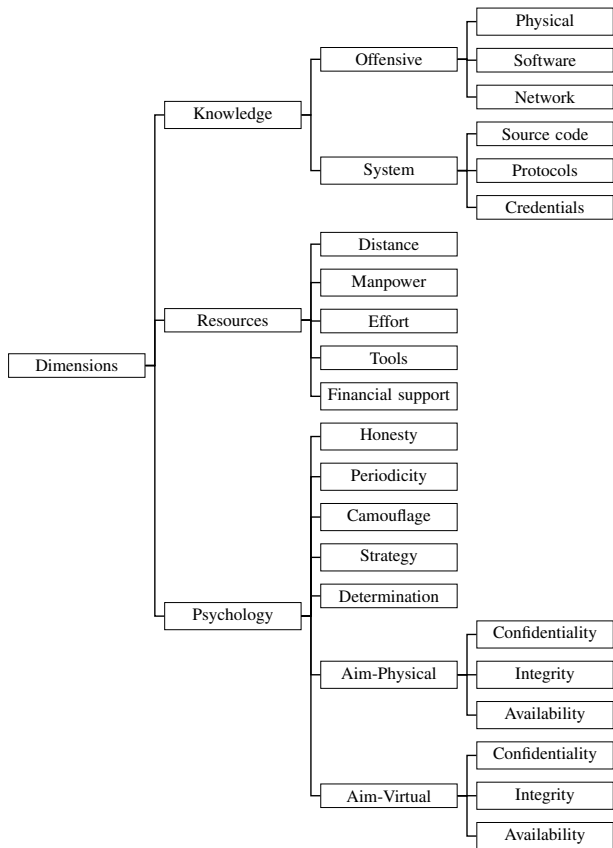 Dimensions
Knowledge
Offensive
Physical
Software
Network
System
Source code
Protocols
Credentials
Resources
Distance
Manpower
Effort
Tools
Financial support
Psychology
Honesty
Periodicity
Camouflage
Strategy
Determination
Aim-Physical
Confidentiality
Integrity
Availability
Aim-Virtual
Confidentiality
Integrity
Availability